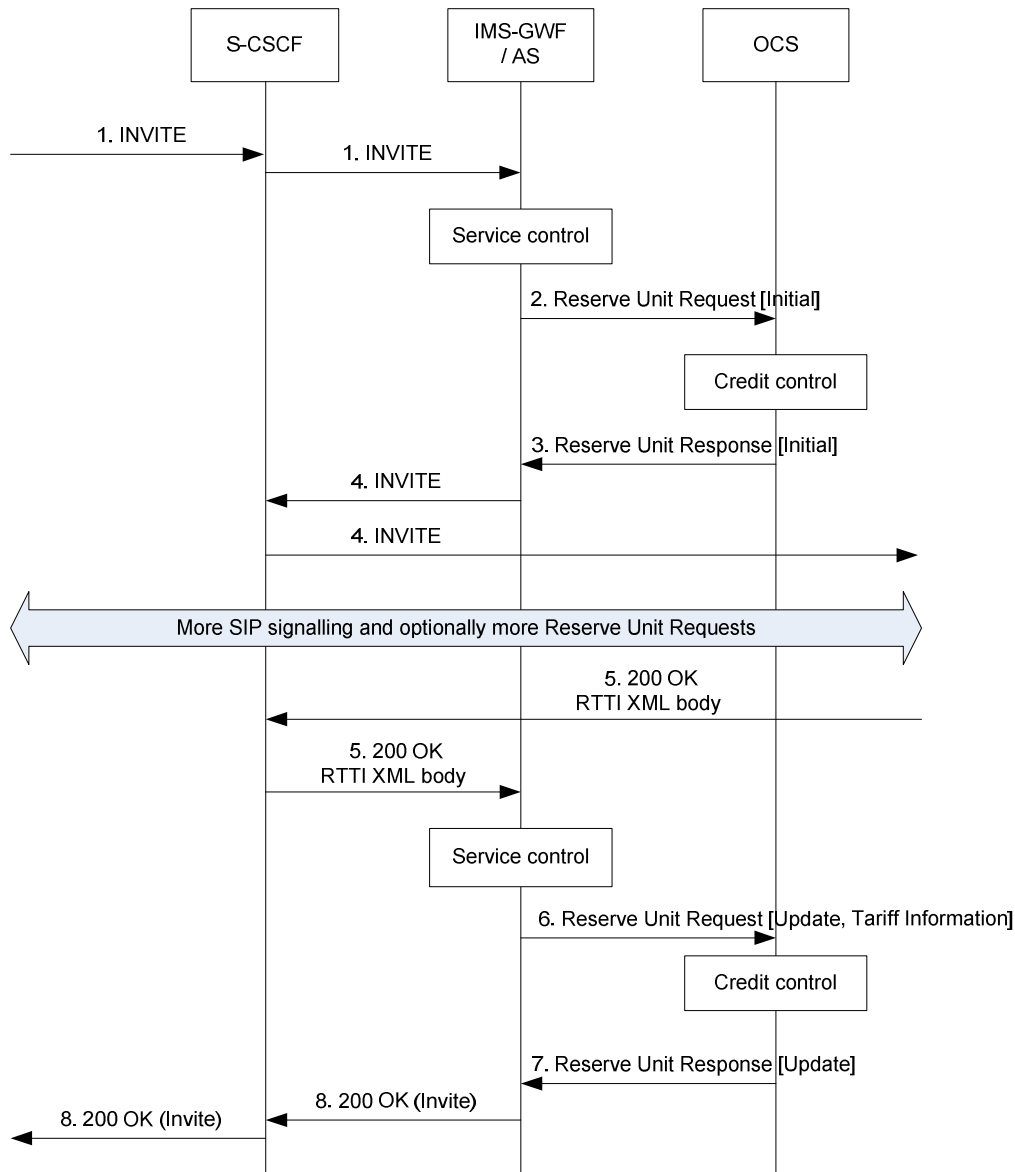 S-CSCF
IMS-GWF
/ AS
OCS
1. INVITE
1. INVITE
Service control
2. Reserve Unit Request [Initial]
Credit control
3. Reserve Unit Response [Initial]
4. INVITE
4. INVITE
More SIP signalling and optionally more Reserve Unit Requests
5. 200 OK
RTTI XML body
5. 200 OK
RTTI XML body
Service control
6. Reserve Unit Request [Update, Tariff Information]
Credit control
7. Reserve Unit Response [Update]
8. 200 OK (Invite)
8. 200 OK (Invite)